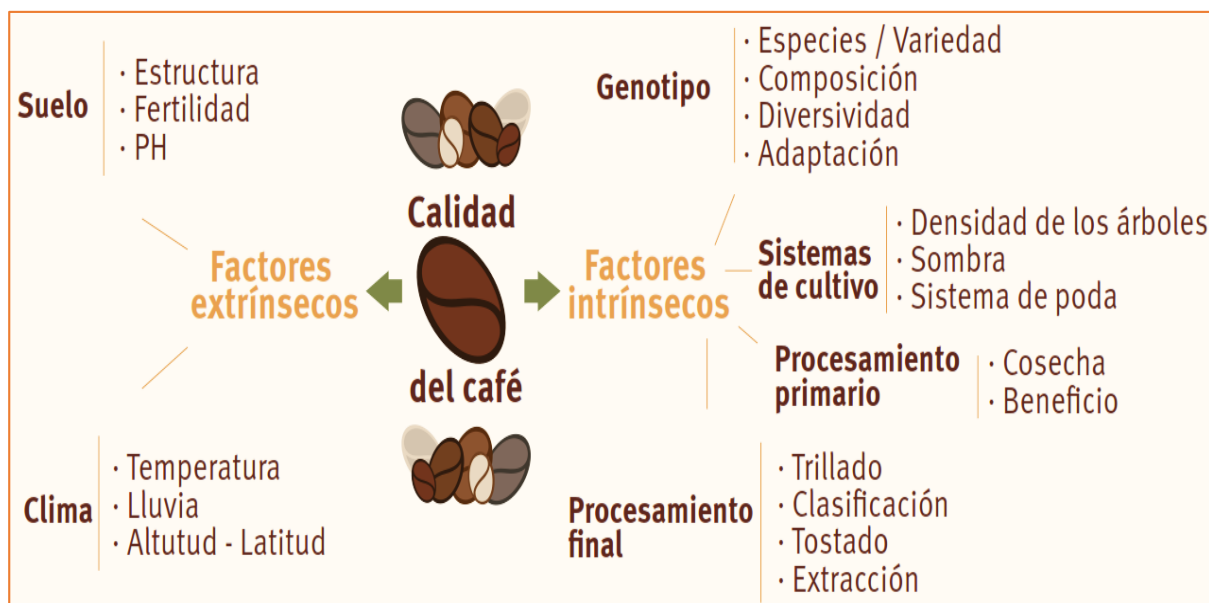 Suelo
· Estructura
· Fertilidad
· PH
Genotipo
· Especies / Variedad
· Composición
· Diversividad
· Adaptación
Calidad
del café
Factores
extrínsecos
Factores
intrínsecos
Sistemas
de cultivo
· Densidad de los árboles
· Sombra
· Sistema de poda
Procesamiento
primario
· Cosecha
· Beneficio
Clima
· Temperatura
· Lluvia
· Altutud - Latitud
Procesamiento
final
· Trillado
· Clasificación
· Tostado
· Extracción